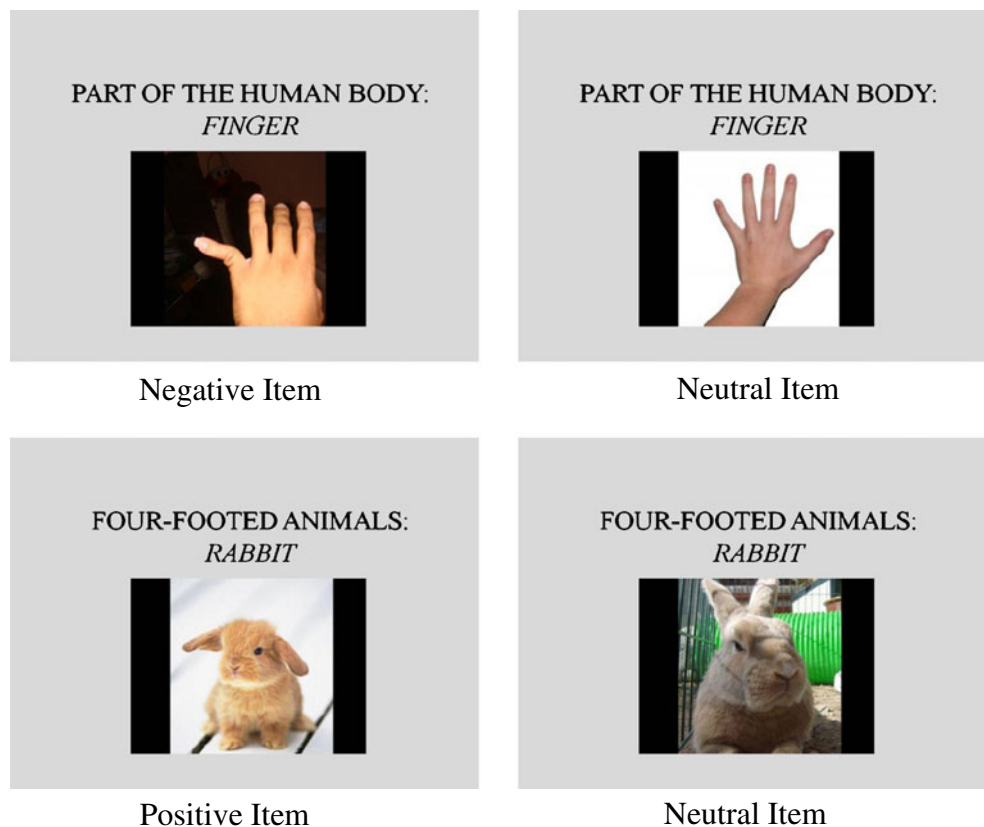 PART OF THE HUMAN BODY:
FINGER
Negative Item
PART OF THE HUMAN BODY:
FINGER
Neutral Item
FOUR-FOOTED ANIMALS:
RABBIT
Positive Item
FOUR-FOOTED ANIMALS:
RABBIT
Neutral Item